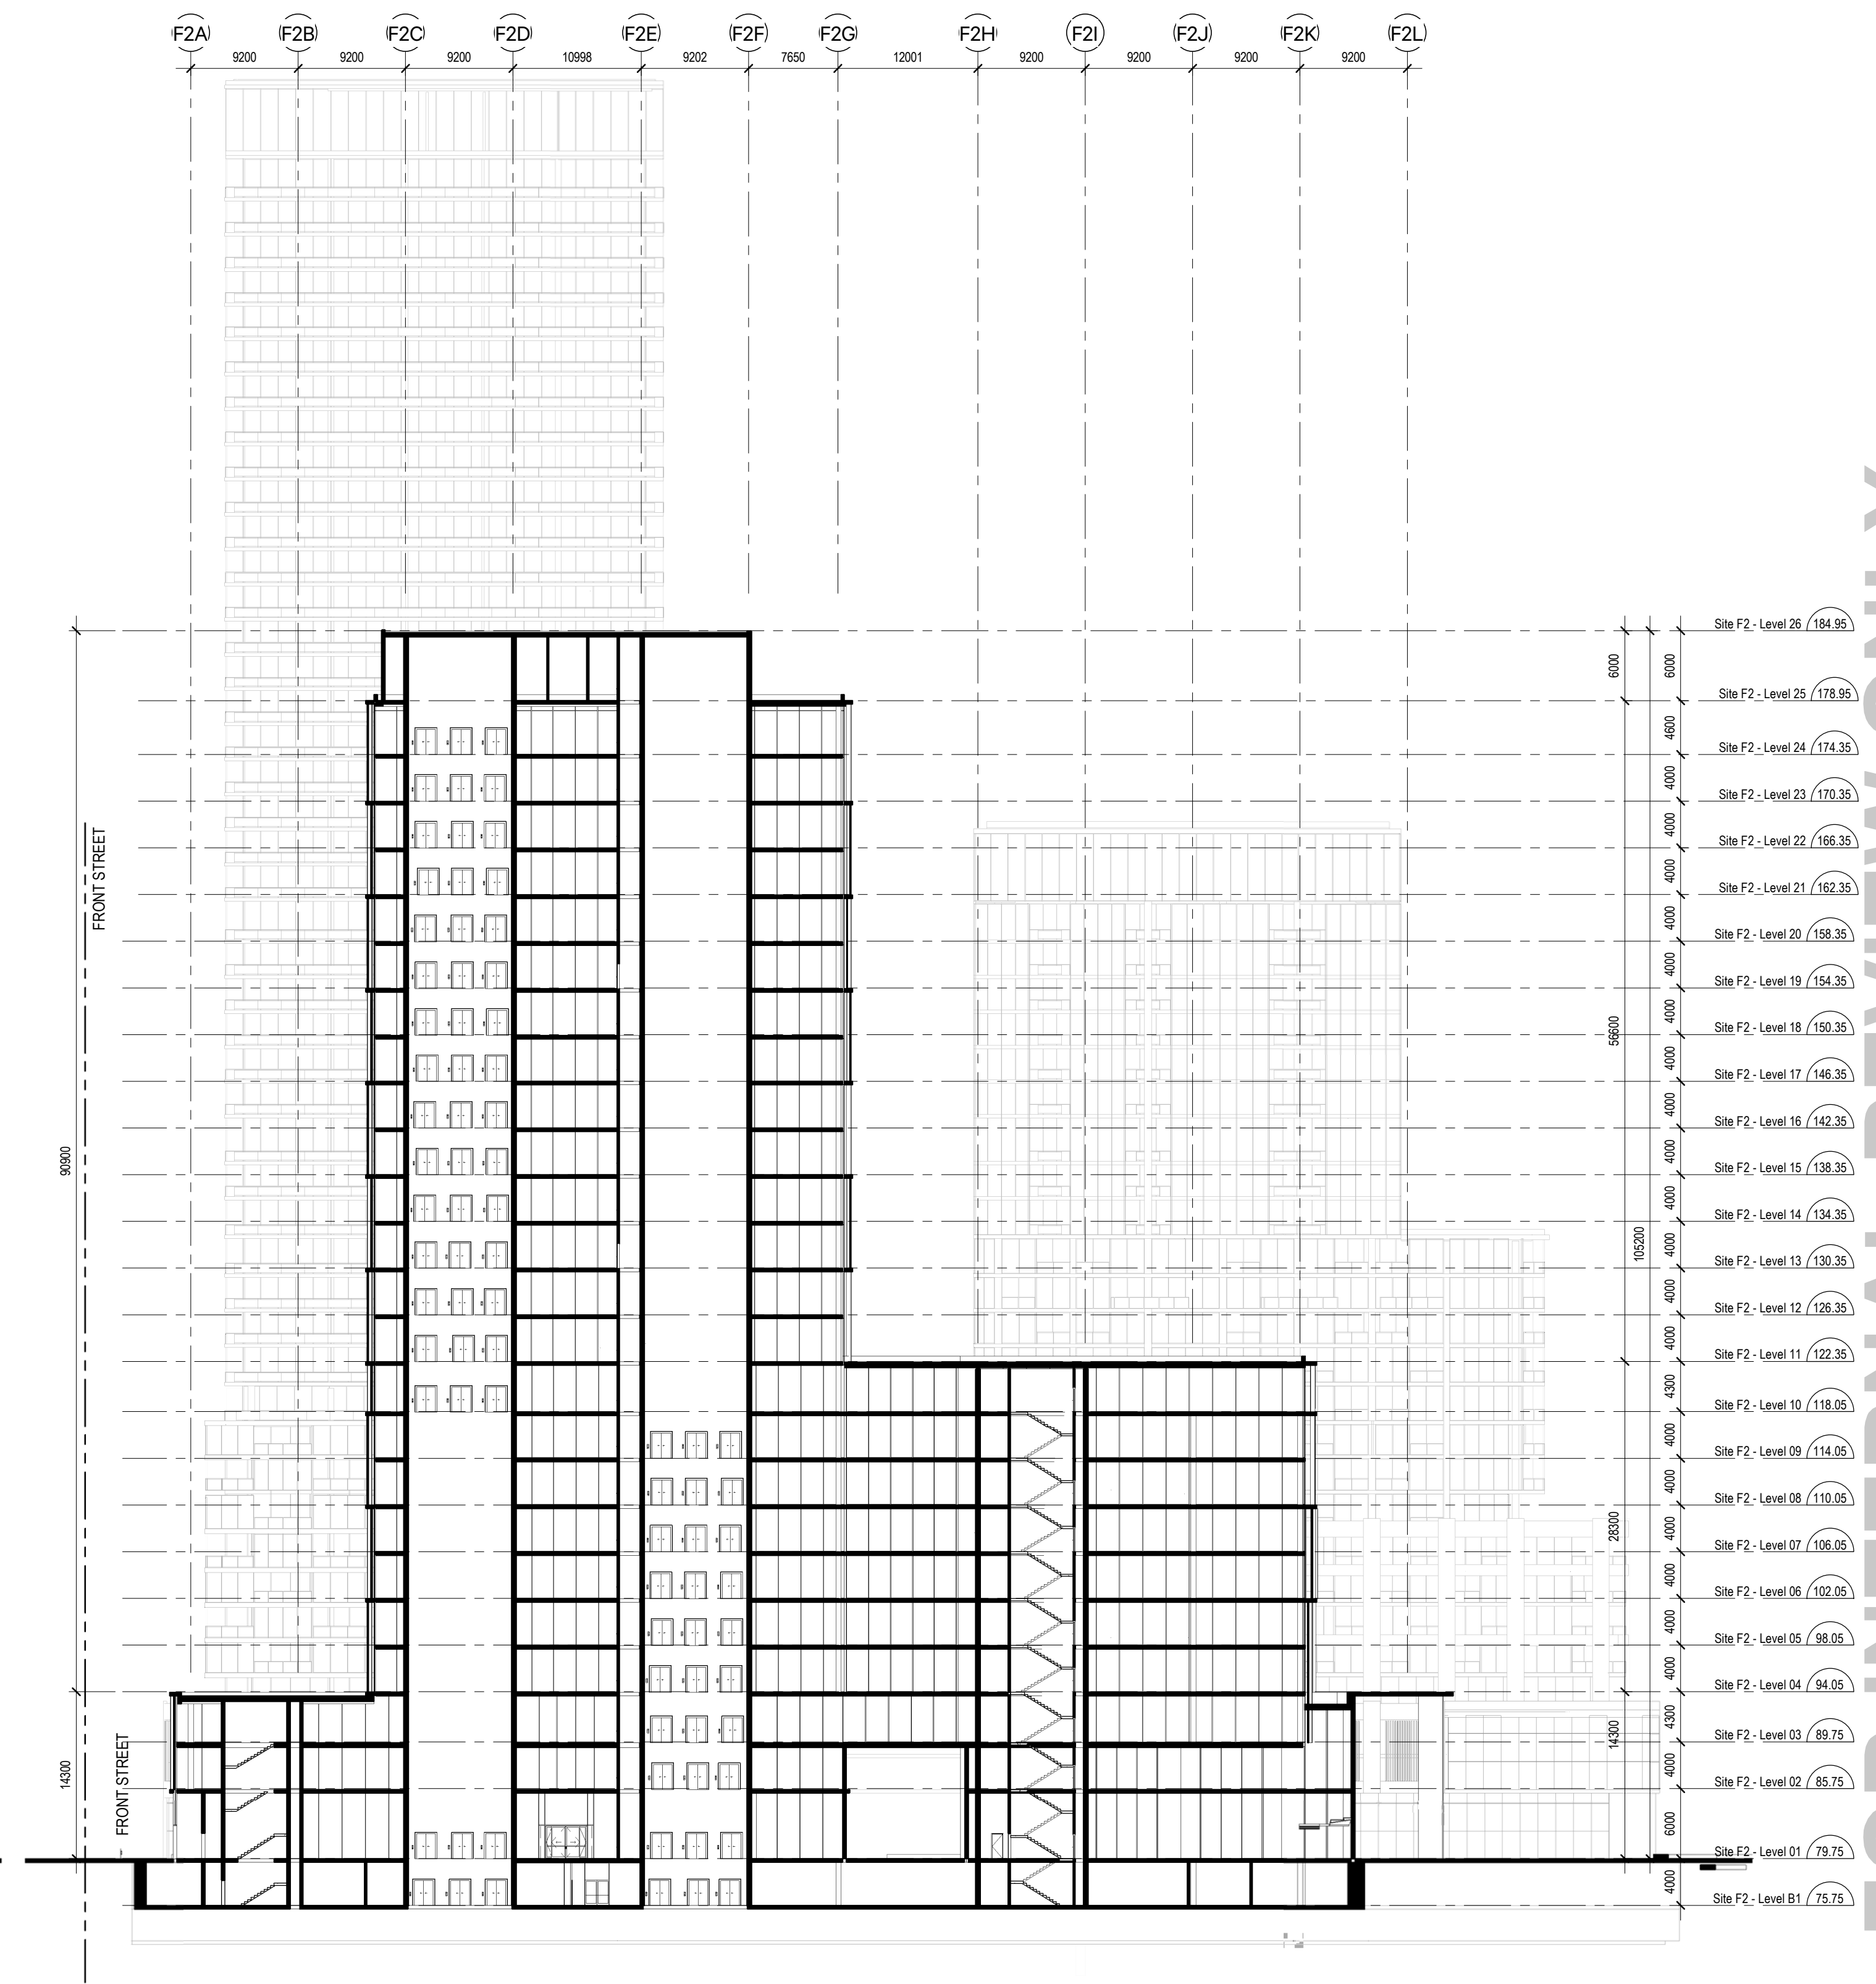 F2A F2B F2C F2D F2E F2F F2G F2H F2I F2J F2K F2L
9200 9200 9200 10998 9202 7650 12001 9200 9200 9200 9200
Site F2 - Level 26 184.95
6000 6000
Site F2 - Level 25 178.95
4600
Site F2 - Level 24 174.35
4000
Site F2 - Level 23 170.35
4000
Site F2 - Level 22 166.35
4000
Site F2 - Level 21 162.35
4000
Site F2 - Level 20 158.35
4000
Site F2 - Level 19 154.35
4000
Site F2 - Level 18 150.35
56600
4000
Site F2 - Level 17 146.35
4000
Site F2 - Level 16 142.35
4000
Site F2 - Level 15 138.35
4000
Site F2 - Level 14 134.35
4000
105200
Site F2 - Level 13 130.35
4000
Site F2 - Level 12 126.35
4000
Site F2 - Level 11 122.35
4300
Site F2 - Level 10 118.05
4000
Site F2 - Level 09 114.05
4000
Site F2 - Level 08 110.05
28300
4000
Site F2 - Level 07 106.05
4000
Site F2 - Level 06 102.05
4000
Site F2 - Level 05 98.05
4000
Site F2 - Level 04 94.05
4300
14300
Site F2 - Level 03 89.75
4000
Site F2 - Level 02 85.75
6000
Site F2 - Level 01 79.75
4000
Site F2 - Level B1 75.75
FRONT STREET
90900
FRONT STREET
14300